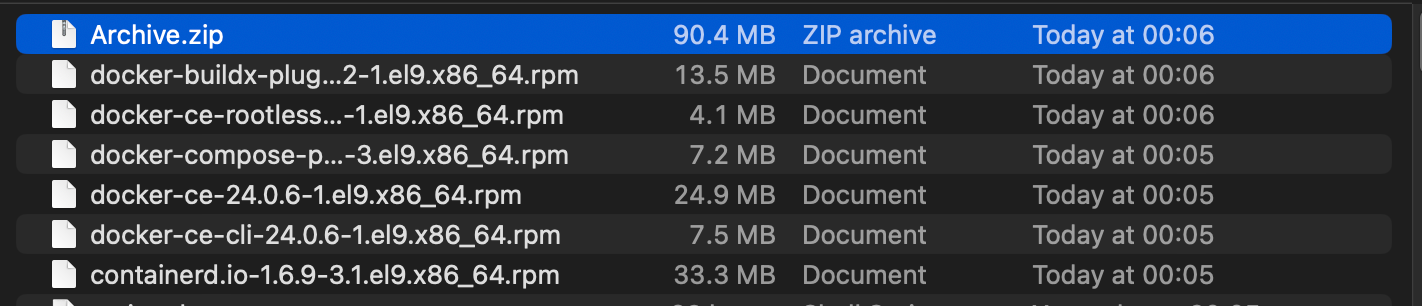 Archive.zip 90.4 MB ZIP archive Today at 00:06
docker-buildx-plug...2-1.el9.x86_64.rpm 13.5 MB Document Today at 00:06
docker-ce-rootless...-1.el9.x86_64.rpm 4.1 MB Document Today at 00:06
docker-compose-p...-3.el9.x86_64.rpm 7.2 MB Document Today at 00:05
docker-ce-24.0.6-1.el9.x86_64.rpm 24.9 MB Document Today at 00:05
docker-ce-cli-24.0.6-1.el9.x86_64.rpm 7.5 MB Document Today at 00:05
containerd.io-1.6.9-3.1.el9.x86_64.rpm 33.3 MB Document Today at 00:05